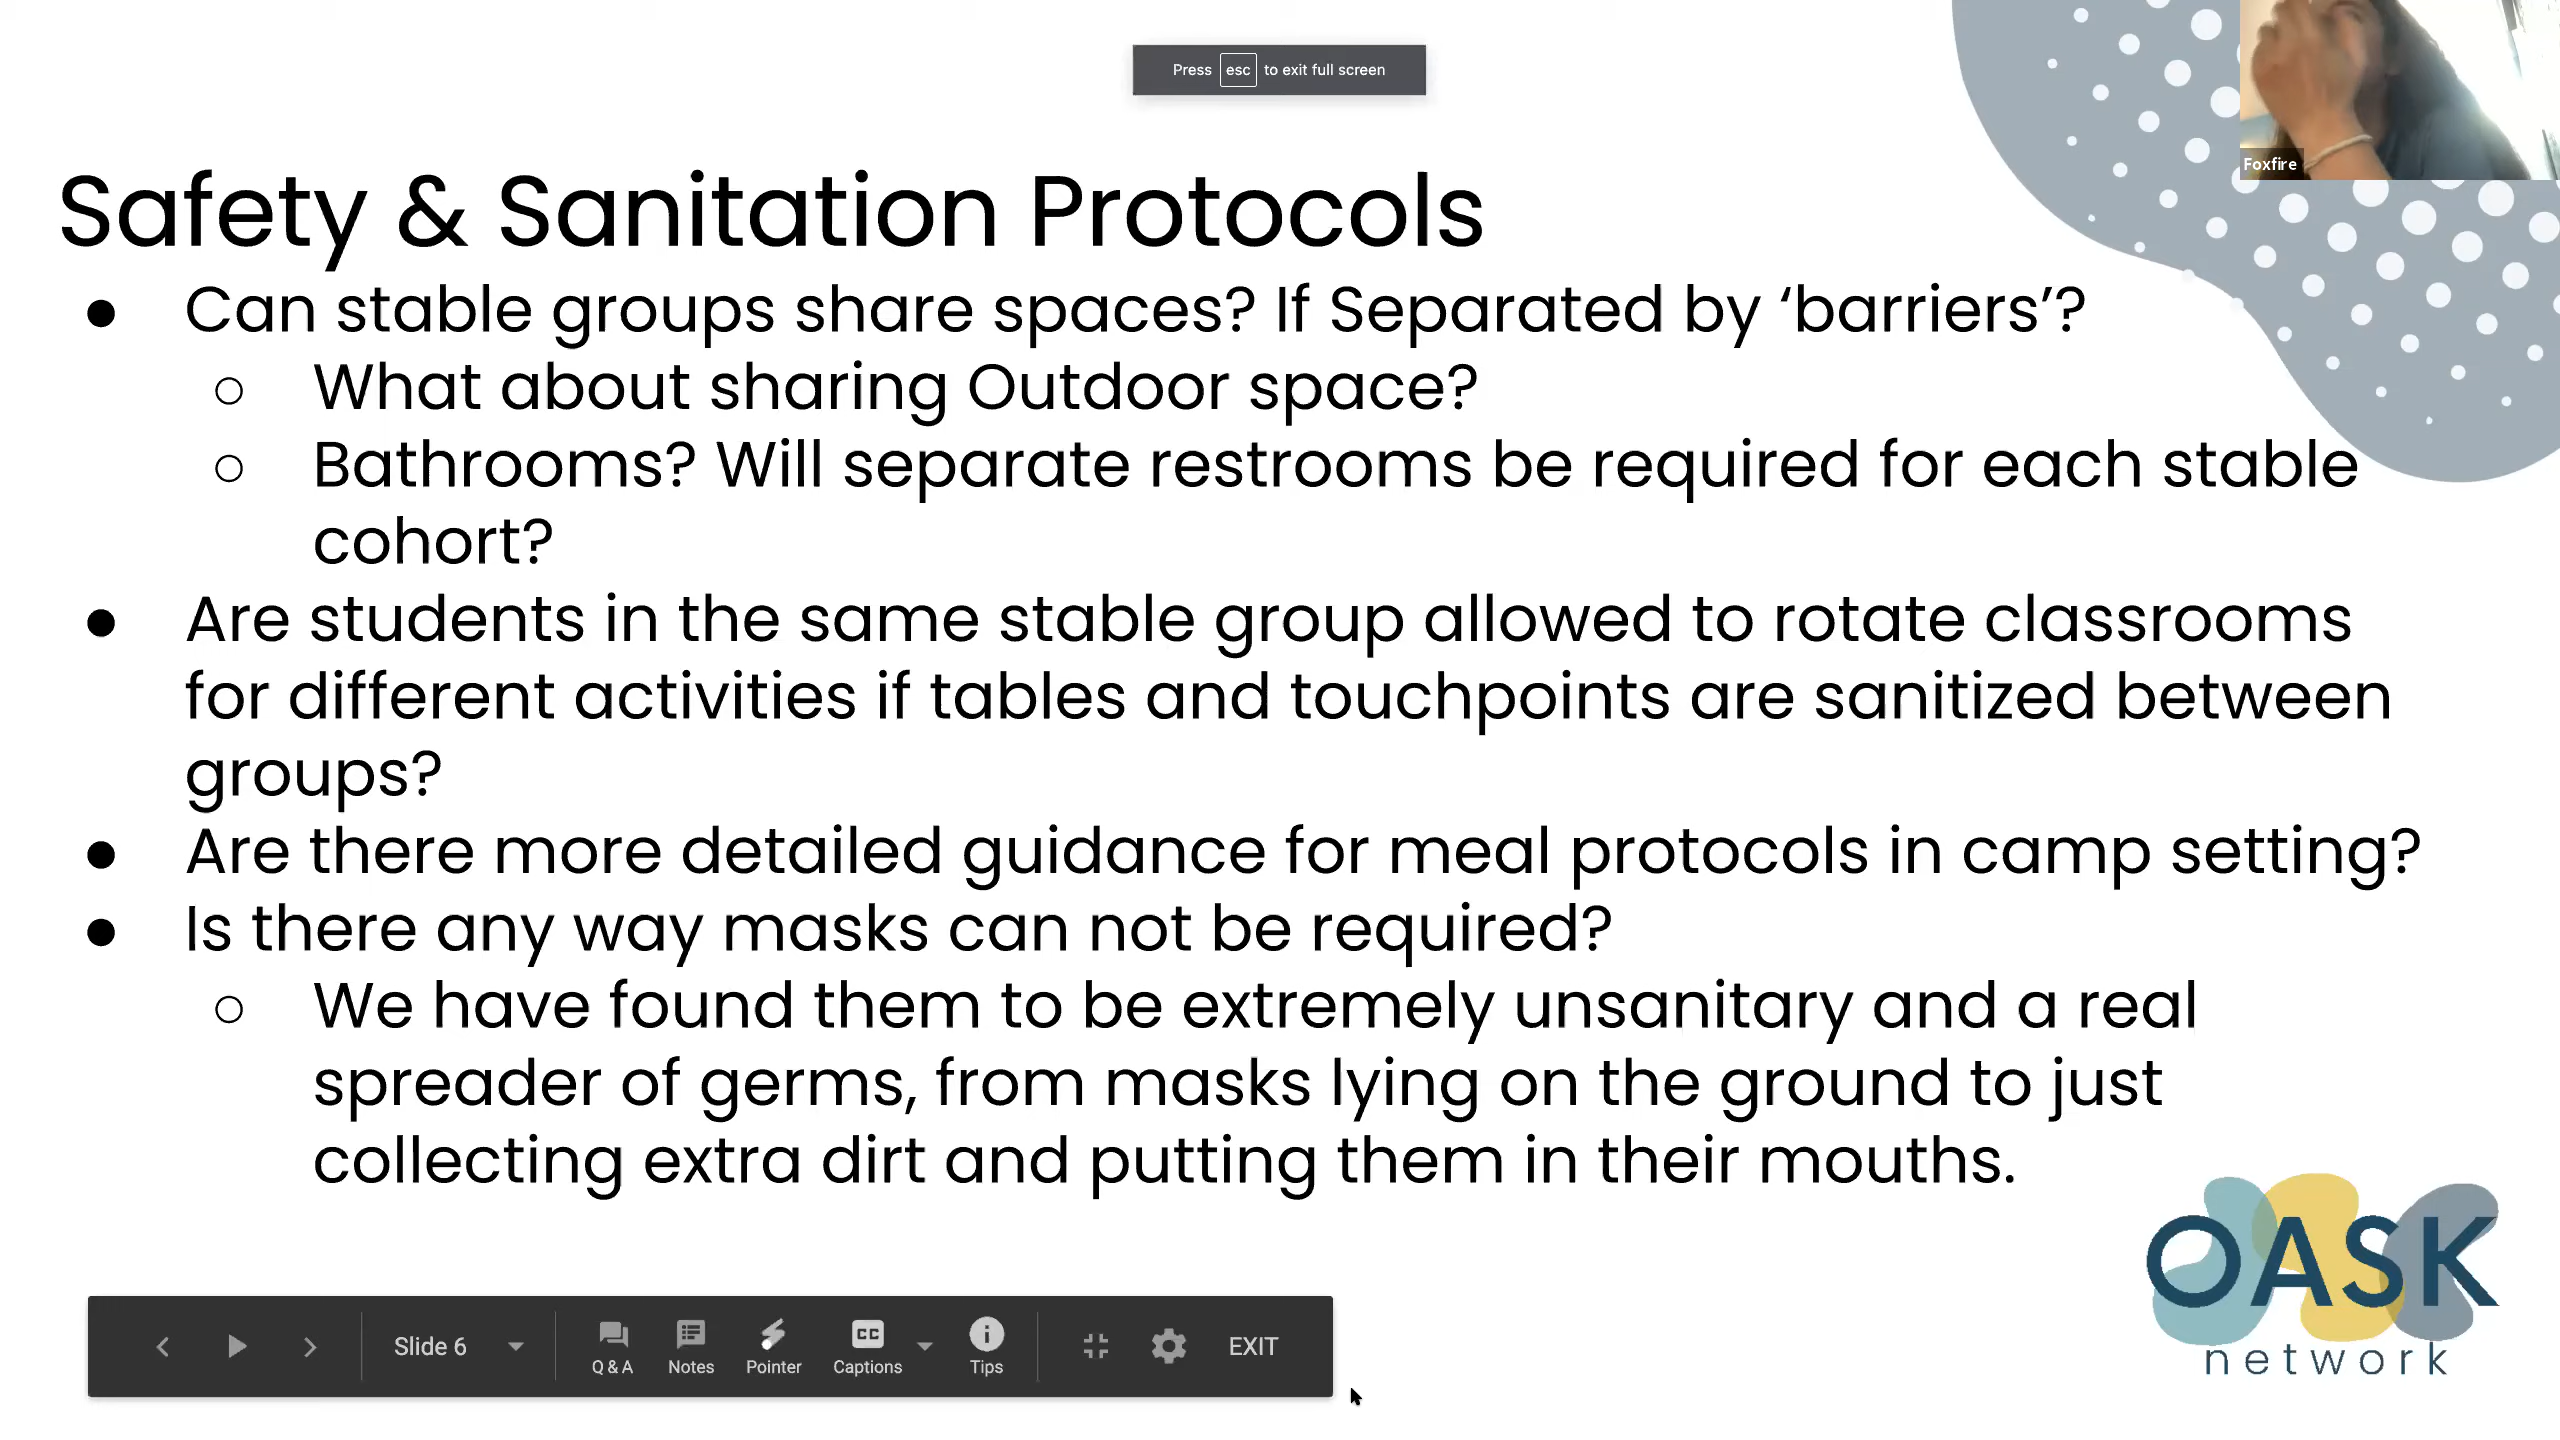 Press esc to exit full screen
Foxfire
Safety & Sanitation Protocols
● Can stable groups share spaces? If Separated by ‘barriers’?
○ What about sharing Outdoor space?
○ Bathrooms? Will separate restrooms be required for each stable
cohort?
● Are students in the same stable group allowed to rotate classrooms
for different activities if tables and touchpoints are sanitized between
groups?
● Are there more detailed guidance for meal protocols in camp setting?
● Is there any way masks can not be required?
○ We have found them to be extremely unsanitary and a real
spreader of germs, from masks lying on the ground to just
collecting extra dirt and putting them in their mouths.
OASK
network
Slide 6
CC
Q & A Notes Pointer Captions Tips
EXIT